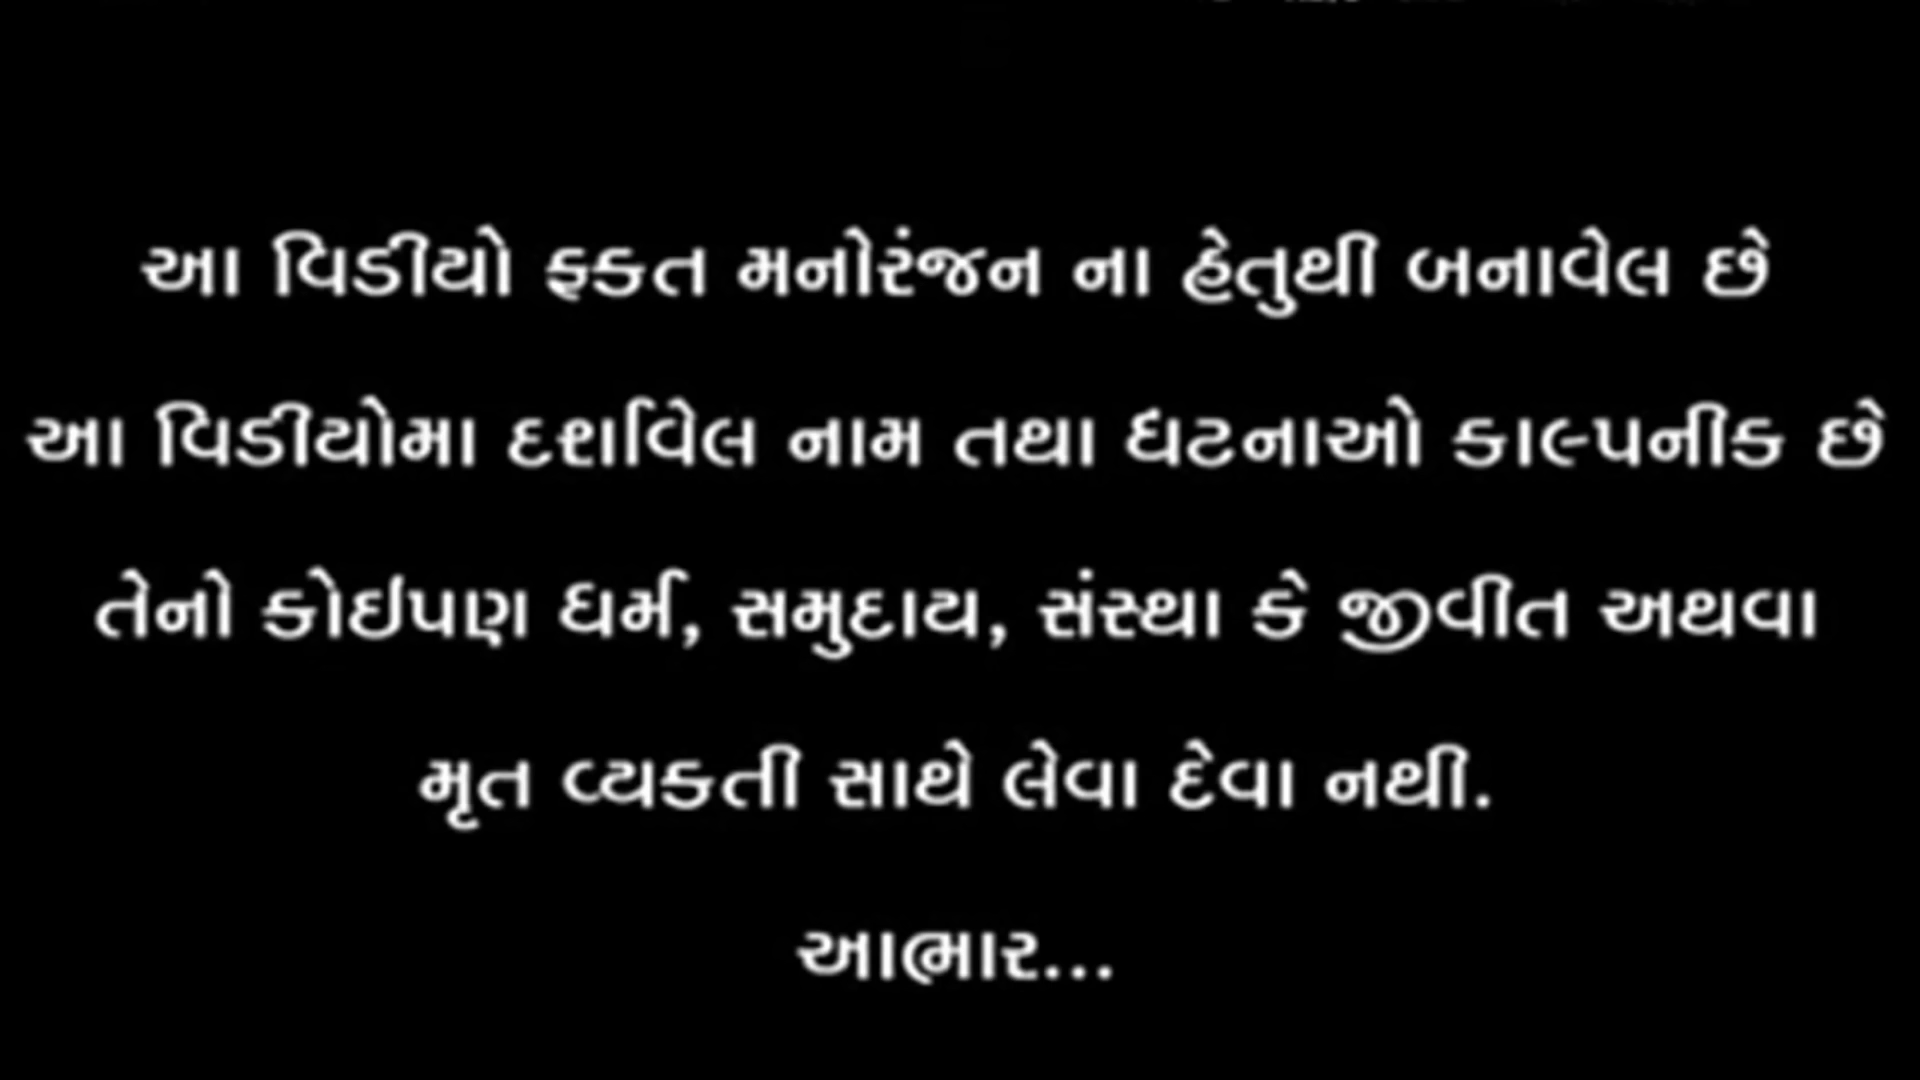 આ વિડીયો ફકત મનોરંજન ના હેતુથી બનાવેલ છે
આ વિડીયોમા દર્શાવેલ નામ તથા ઘટનાઓ કાલ્પનીક છે
તેનો કોઇપણ ધર્મ, સમુદાય, સંસ્થા કે જીવીત અથવા
મૃત વ્યકતી સાથે લેવા દેવા નથી.
આભાર...